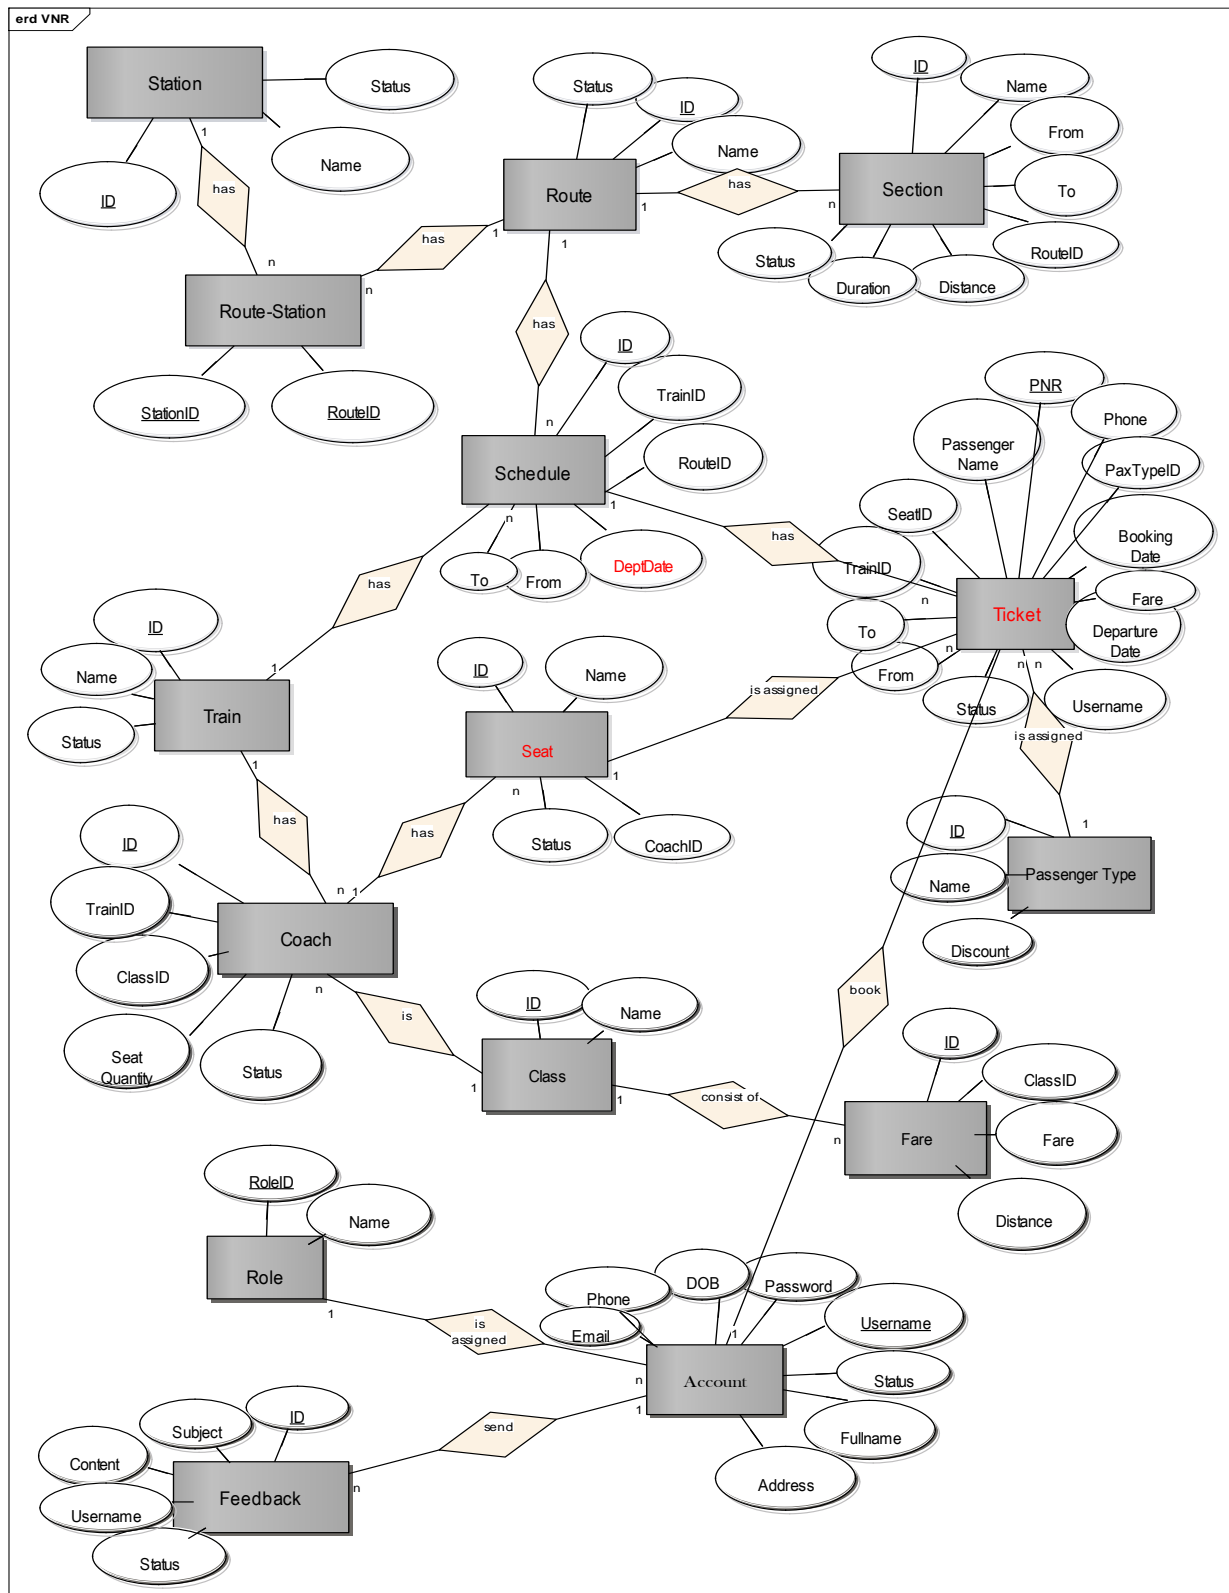 erd VNR
Station
Status
Name
ID
1
has
n
Route-Station
StationID
RouteID
has
n
1
Status
ID
Name
Route
1
has
n
1
ID
Name
From
To
RouteID
Section
Status
Duration
Distance
has
n
ID
TrainID
RouteID
Schedule
n
1
To
From
DeptDate
has
1
has
n
PNR
Phone
Passenger
Name
PaxTypeID
SeatID
Booking
Date
TrainID
Fare
Ticket
To
Departure
Date
From
n
n
n
Status
Username
ID
Name
Status
Train
1
ID
Name
Seat
n
1
Status
CoachID
is assigned
is assigned
1
ID
Name
Passenger Type
Discount
has
has
n
1
ID
TrainID
Coach
ClassID
n
Seat
Quantity
Status
is
1
ID
Name
Class
1
consist of
n
book
ID
ClassID
Fare
Fare
Distance
RoleID
Name
Role
1
is
assigned
n
Phone
DOB
Password
Email
1
Username
Account
Status
1
Fullname
Address
send
n
ID
Subject
Content
Feedback
Username
Status